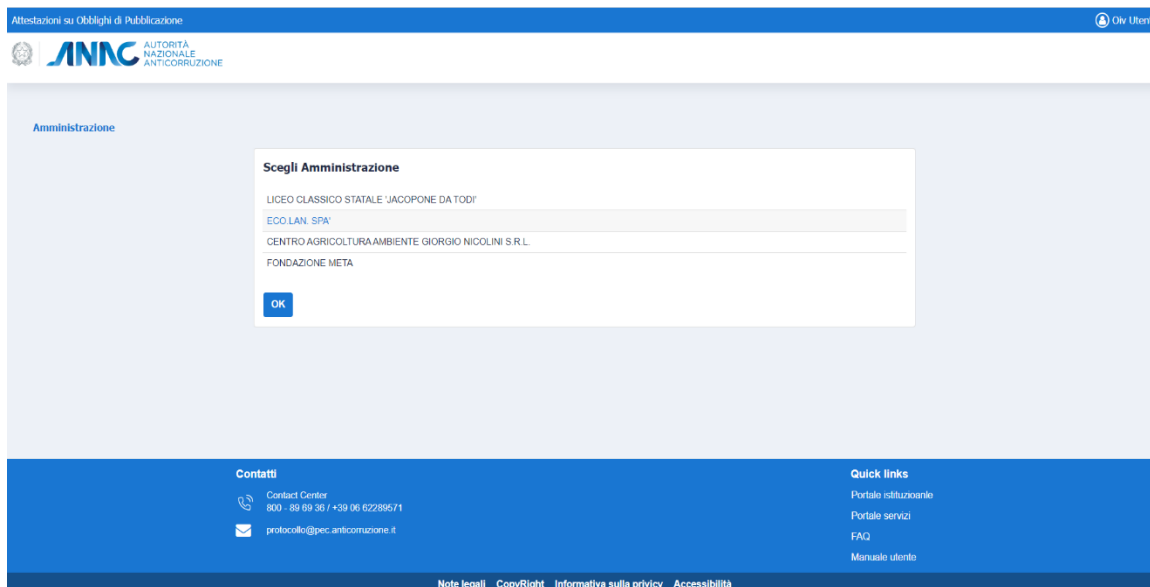 Attestazioni su Obblighi di Pubblicazione
Oiv Utent
ANAC
AUTORITÀ
NAZIONALE
ANTICORRUZIONE
Amministrazione
Scegli Amministrazione
LICEO CLASSICO STATALE 'JACOPONE DA TODI'
ECO.LAN. SPA'
CENTRO AGRICOLTURA AMBIENTE GIORGIO NICOLINI S.R.L.
FONDAZIONE META
OK
Contatti
Contact Center
800 - 89 69 36 / +39 06 62289571
protocollo@pec.anticorruzione.it
Quick links
Portale istituzioanle
Portale servizi
FAQ
Manuale utente
Note legali CopyRight Informativa sulla privicy Accessibilità